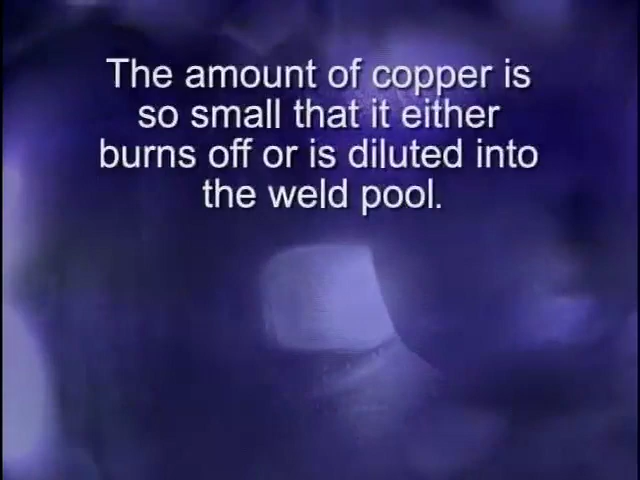 The amount of copper is
so small that it either
burns off or is diluted into
the weld pool.